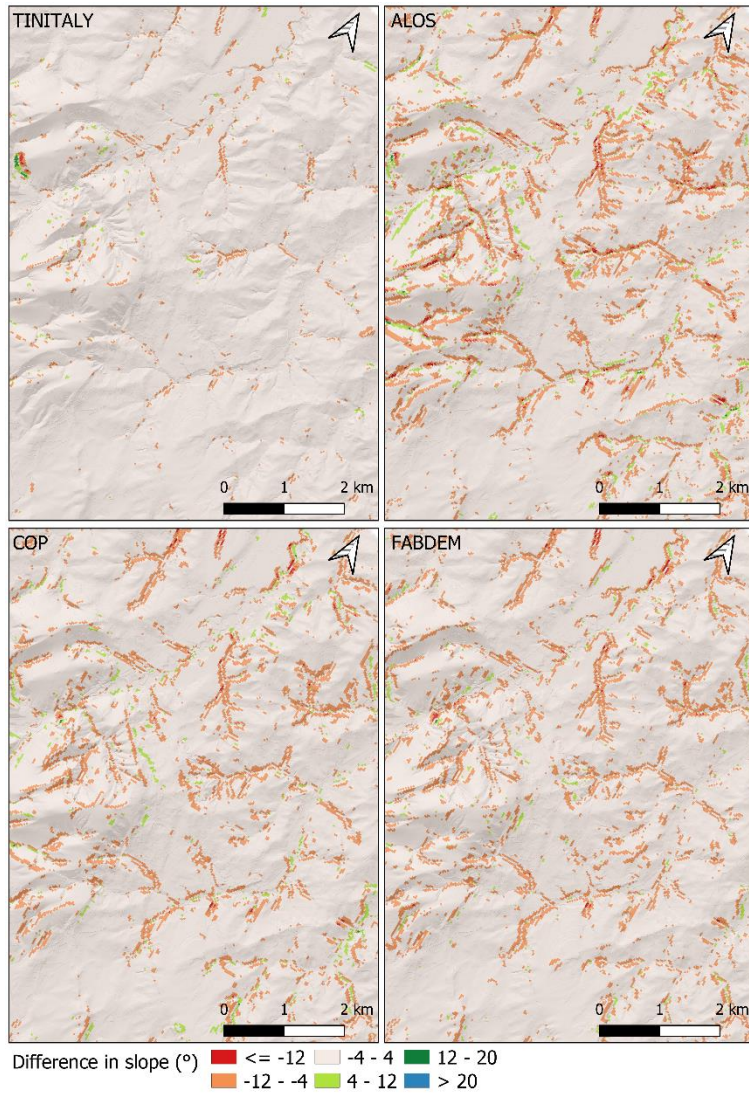 TINITALY
ALOS
0 1 2 km
0 1 2 km
COP
FABDEM
0 1 2 km
0 1 2 km
Difference in slope (°) <= -12 -4 - 4 12 - 20
-12 - -4 4 - 12 > 20